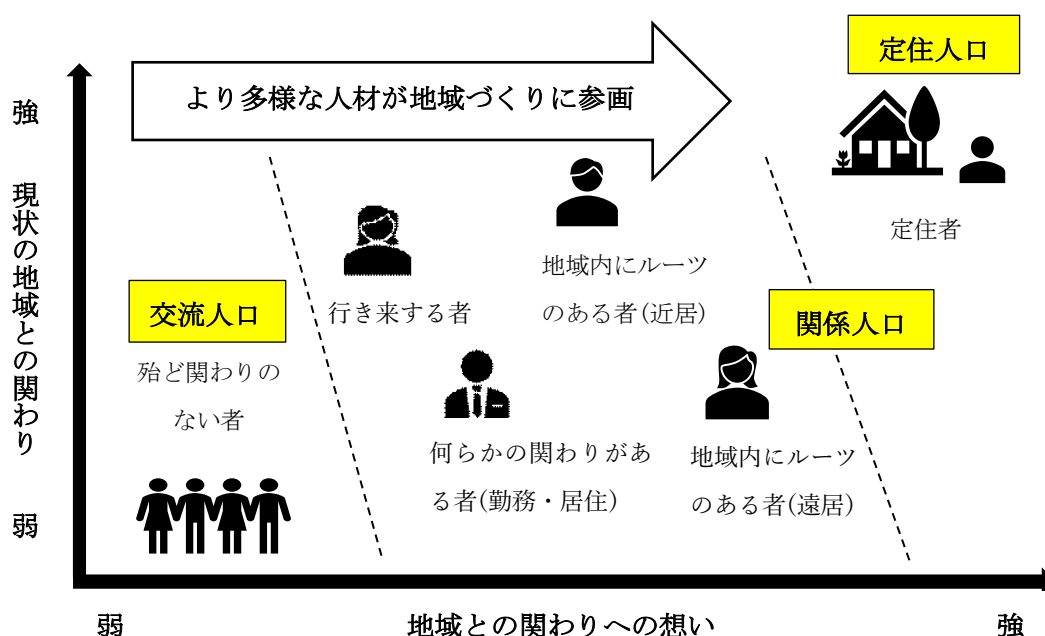 定住人口
より多様な人材が地域づくりに参画
強
現状の地域との関わり
弱
定住者
地域内にルーツ
のある者(近居)
行き来する者
交流人口
関係人口
殆ど関わりの
ない者
何らかの関わりがあ
る者(勤務・居住)
地域内にルーツ
のある者(遠居)
弱
地域との関わりへの想い
強